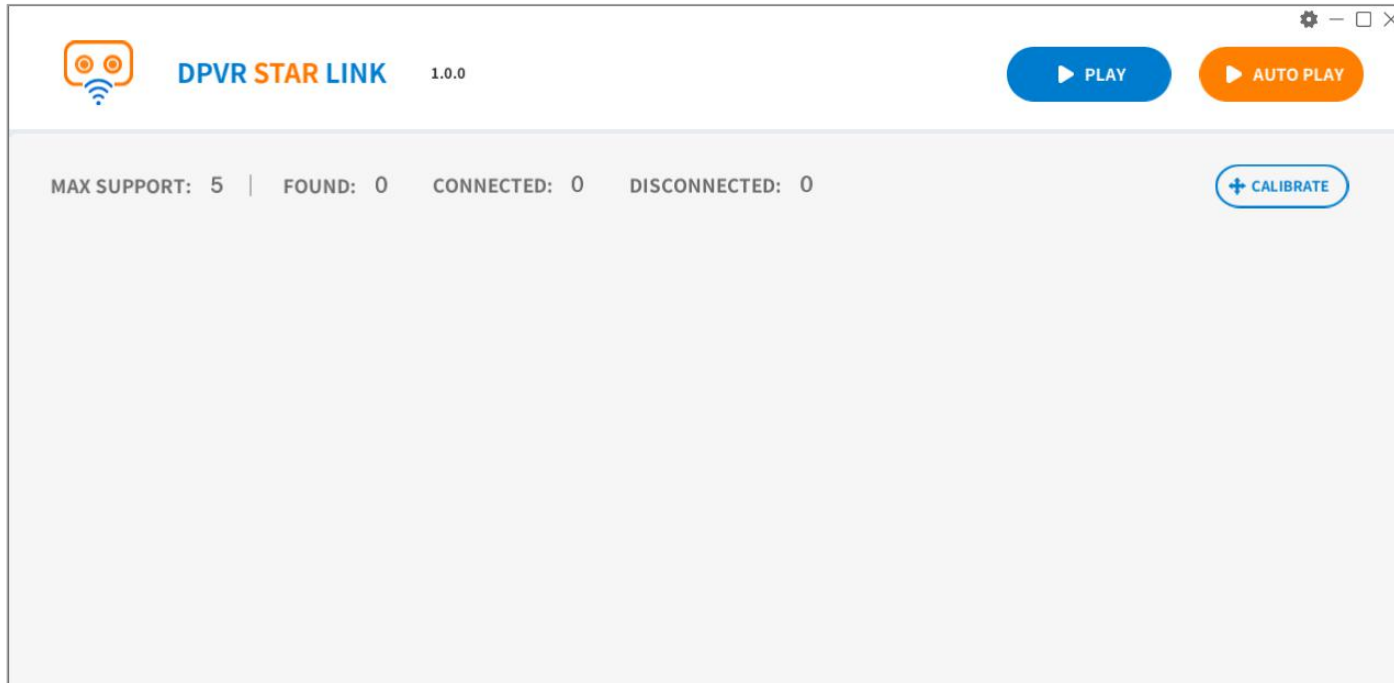 DPVR STAR LINK 1.0.0
PLAY
AUTO PLAY
MAX SUPPORT: 5 | FOUND: 0 CONNECTED: 0 DISCONNECTED: 0
CALIBRATE